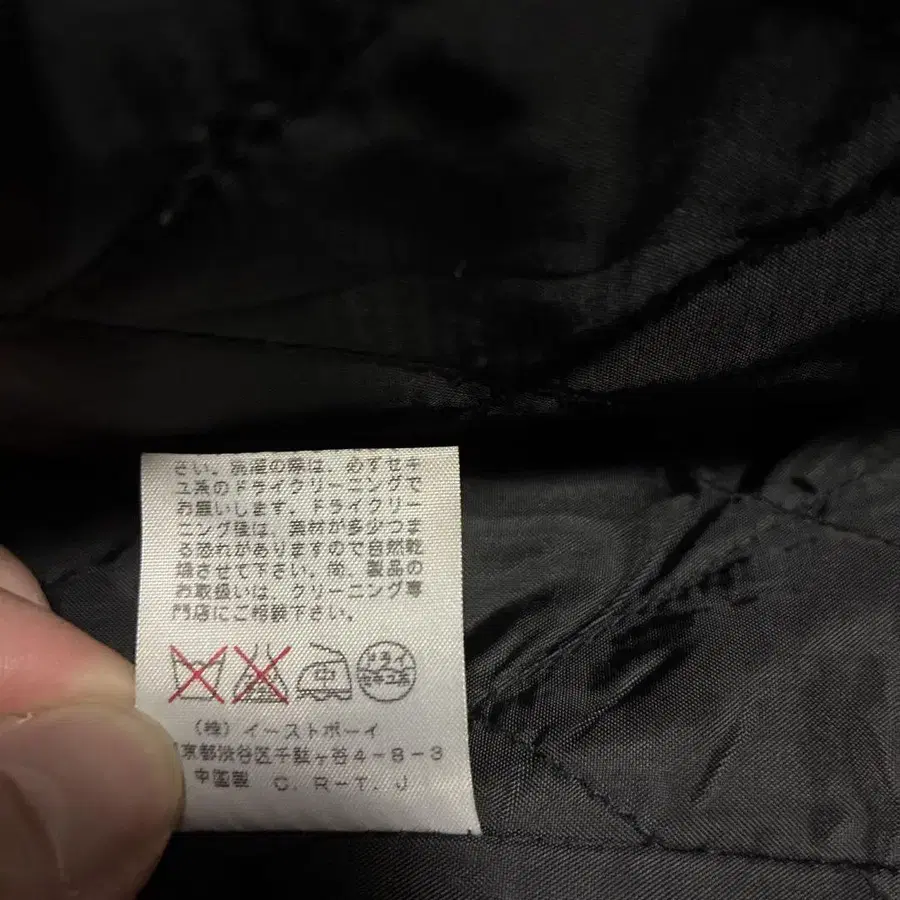 さい。洗濯の際は、必ずセキ
ユ系のドライクリーニングで
お願いします。ドライクリー
ニング後は、素材が多少つま
る恐れがありますので自然乾
燥させて下さい。尚、製品の
お取扱いは、クリーニング専
門店にご相談下さい。
中 ドライ
セキユ系
(株)イーストボーイ
京都渋谷区千駄ヶ谷4-8-3
中国製 C.R-T.J